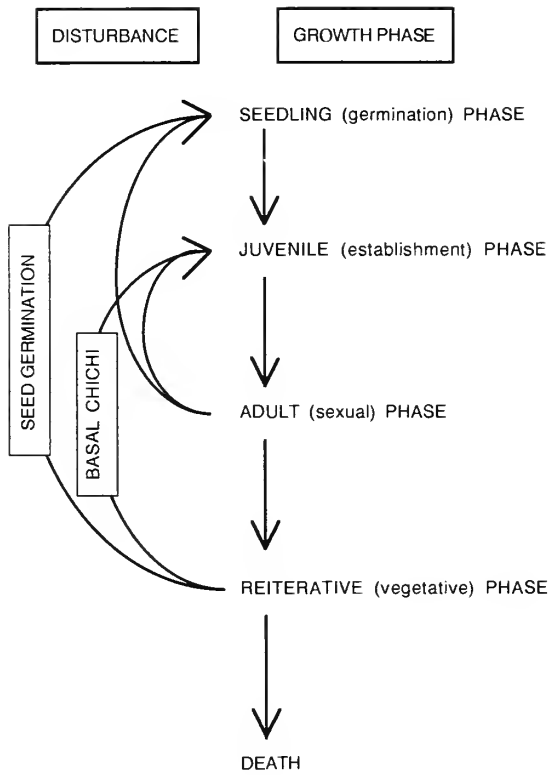 DISTURBANCE
GROWTH PHASE
SEEDLING (germination) PHASE
JUVENILE (establishment) PHASE
SEED GERMINATION
BASAL CHICHI
ADULT (sexual) PHASE
REITERATIVE (vegetative) PHASE
DEATH